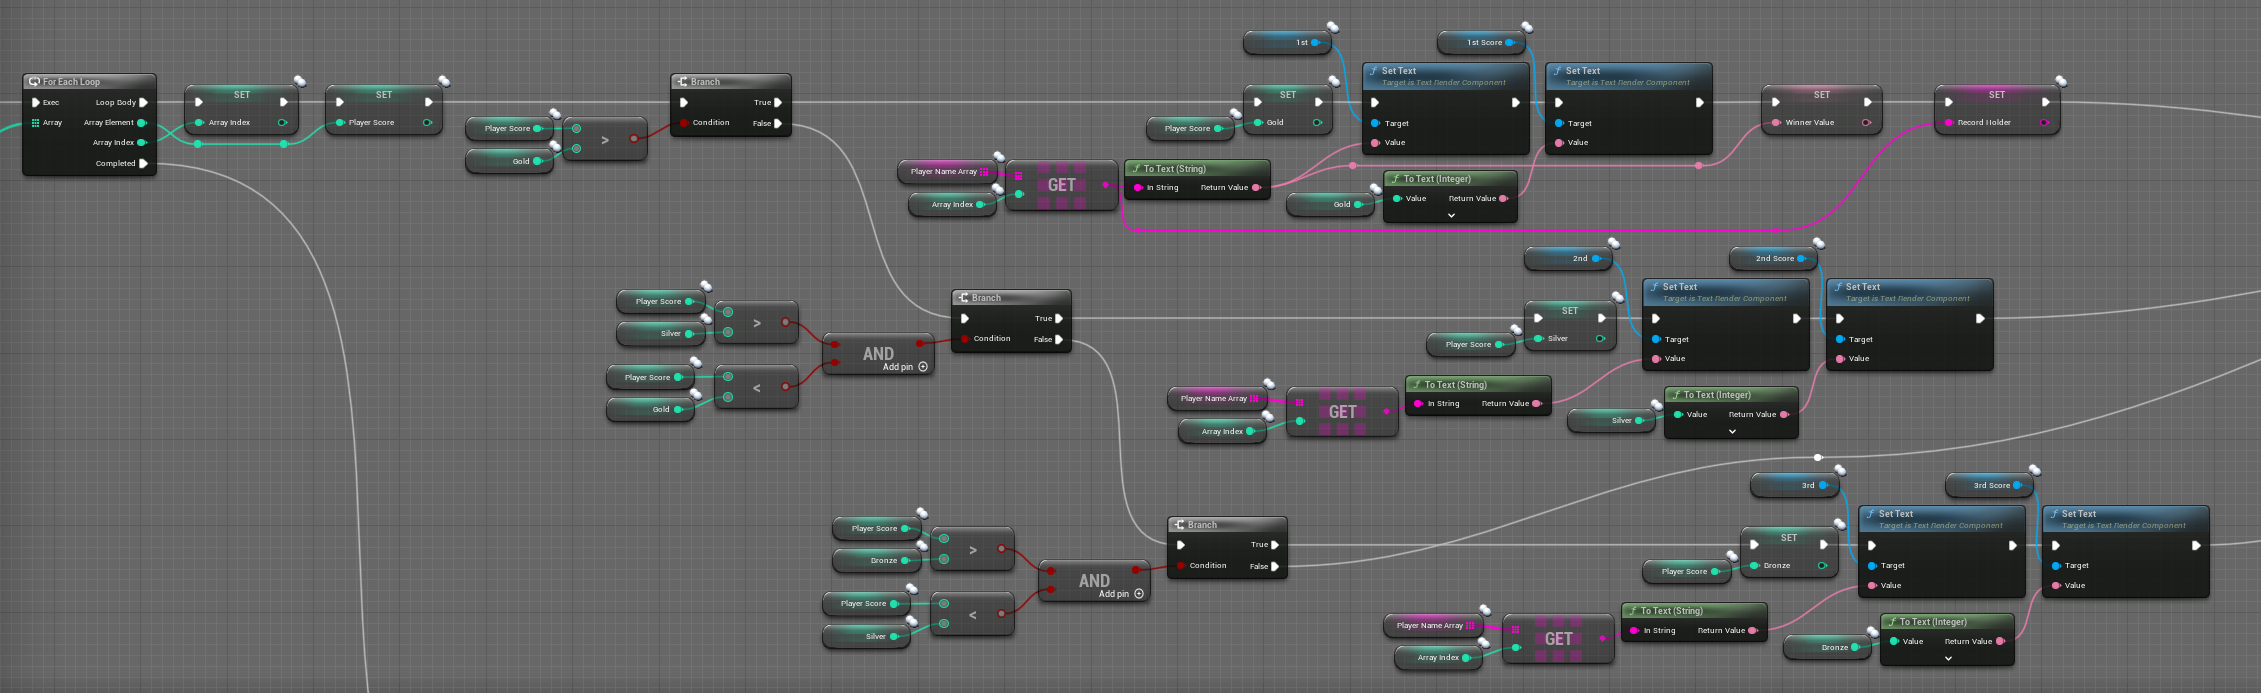 1st
1st Score
For Each Loop
Exec
Loop Body
Array
Array Element
Array Index
Completed
SET
Array Index
SET
Player Score
Player Score
Gold
>
Branch
True
Condition
False
SET
Gold
Player Score
Set Text
Target is Text Render Component
Target
Value
Set Text
Target is Text Render Component
Target
Value
SET
Winner Value
SET
Record Holder
Player Name Array
Array Index
GET
To Text (String)
In String
Return Value
Gold
To Text (Integer)
Value
Return Value
2nd
2nd Score
Player Score
Silver
>
Player Score
Gold
<
AND
Add pin
Branch
True
Condition
False
SET
Silver
Player Score
Set Text
Target is Text Render Component
Target
Value
Set Text
Target is Text Render Component
Target
Value
Player Name Array
Array Index
GET
To Text (String)
In String
Return Value
Silver
To Text (Integer)
Value
Return Value
3rd
3rd Score
Player Score
Bronze
>
Player Score
Silver
<
AND
Add pin
Branch
True
Condition
False
SET
Bronze
Player Score
Set Text
Target is Text Render Component
Target
Value
Set Text
Target is Text Render Component
Target
Value
Player Name Array
Array Index
GET
To Text (String)
In String
Return Value
Bronze
To Text (Integer)
Value
Return Value